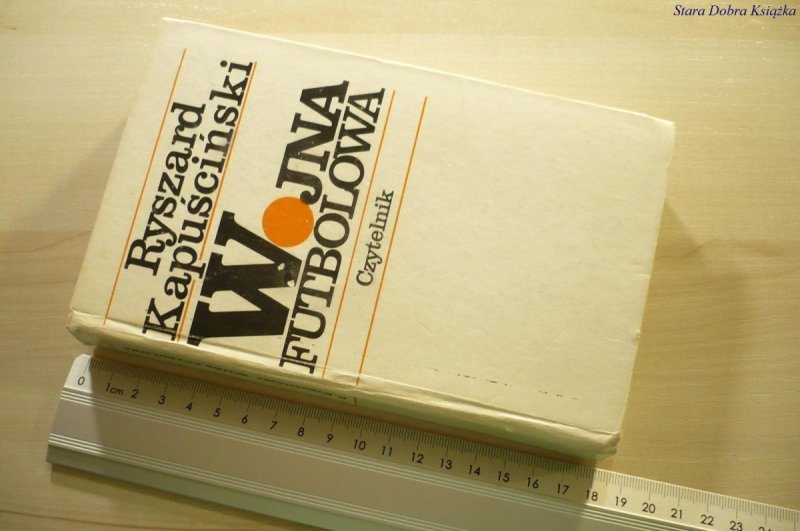 Stara Dobra Książka
Ryszard
Kapuściński
WOJNA
FUTBOLOWA
Czytelnik
0 1cm 2 3 4 5 6 7 8 9 10 11 12 13 14 15 16 17 18 19 20 21 22 23